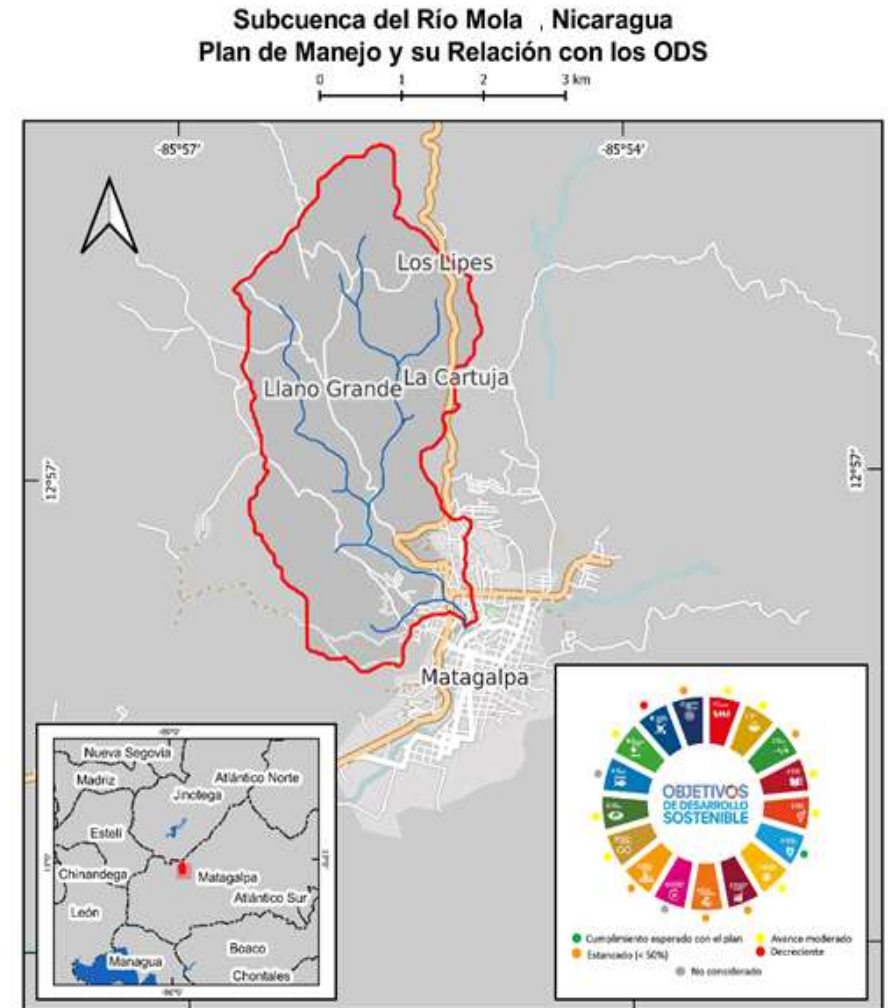 Subcuenca del Río Mola , Nicaragua
Plan de Manejo y su Relación con los ODS
0 1 2 3 km
-85°57' -85°54'
Los Lipes
La Cartuja
Llano Grande
12°57' 12°57'
Matagalpa
Nueva Segovia
Madriz
Atlántico Norte
Jinotega
Estelí
Chinandega
Matagalpa
Atlántico Sur
León
Boaco
Managua
Chontales
OBJETIVOS
DE DESARROLLO
SOSTENIBLE
Cumplimiento esperado con el plan
Avance moderado
Estancado (< 50%)
Decreciente
No considerado